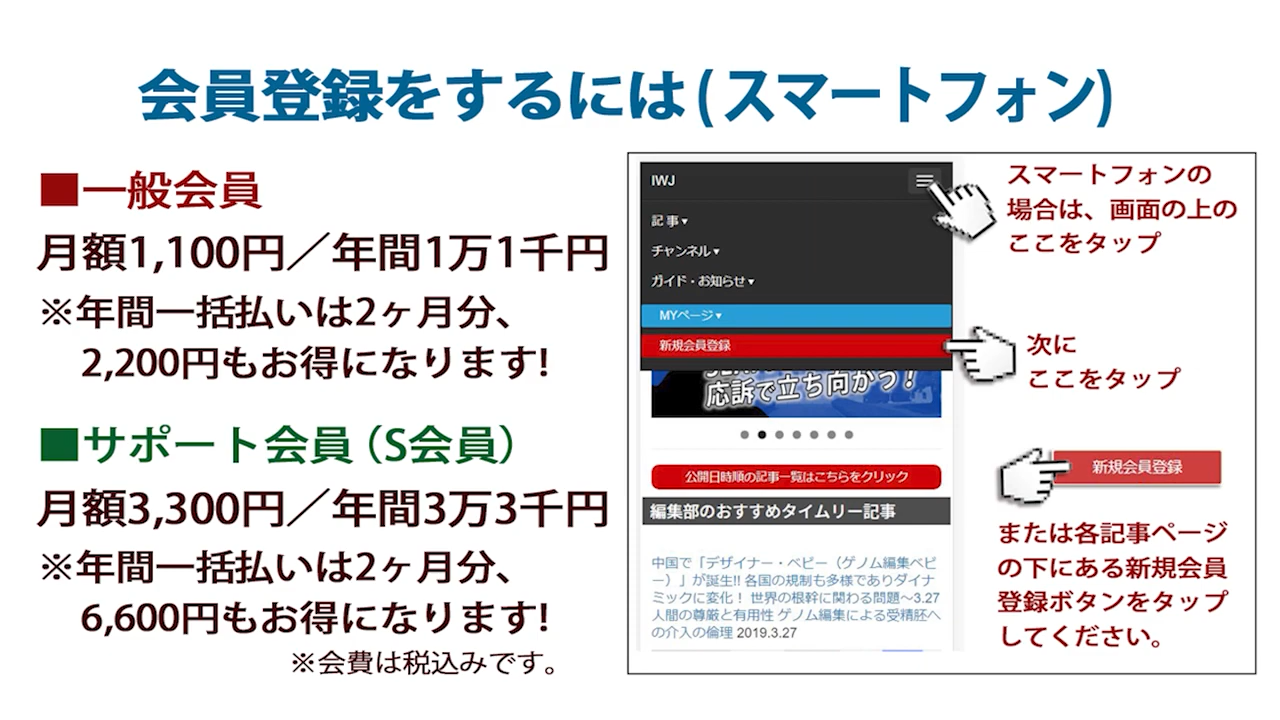 会員登録をするには(スマートフォン)
■一般会員
月額1,100円／年間1万1千円
※年間一括払いは2ヶ月分、
2,200円もお得になります!
■サポート会員（S会員）
月額3,300円／年間3万3千円
※年間一括払いは2ヶ月分、
6,600円もお得になります!
※会費は税込みです。
IWJ
記事▾
チャンネル▾
ガイド・お知らせ▾
MYページ▾
新規会員登録
応訴で立ち向かう！
公開日時順の記事一覧はこちらをクリック
編集部のおすすめタイムリー記事
中国で「デザイナー・ベビー（ゲノム編集ベビ
ー）」が誕生!! 各国の規制も多様でありダイナ
ミックに変化！ 世界の根幹に関わる問題～3.27
人間の尊厳と有用性 ゲノム編集による受精胚へ
の介入の倫理 2019.3.27
スマートフォンの
場合は、画面の上の
ここをタップ
次に
ここをタップ
新規会員登録
または各記事ページ
の下にある新規会員
登録ボタンをタップ
してください。